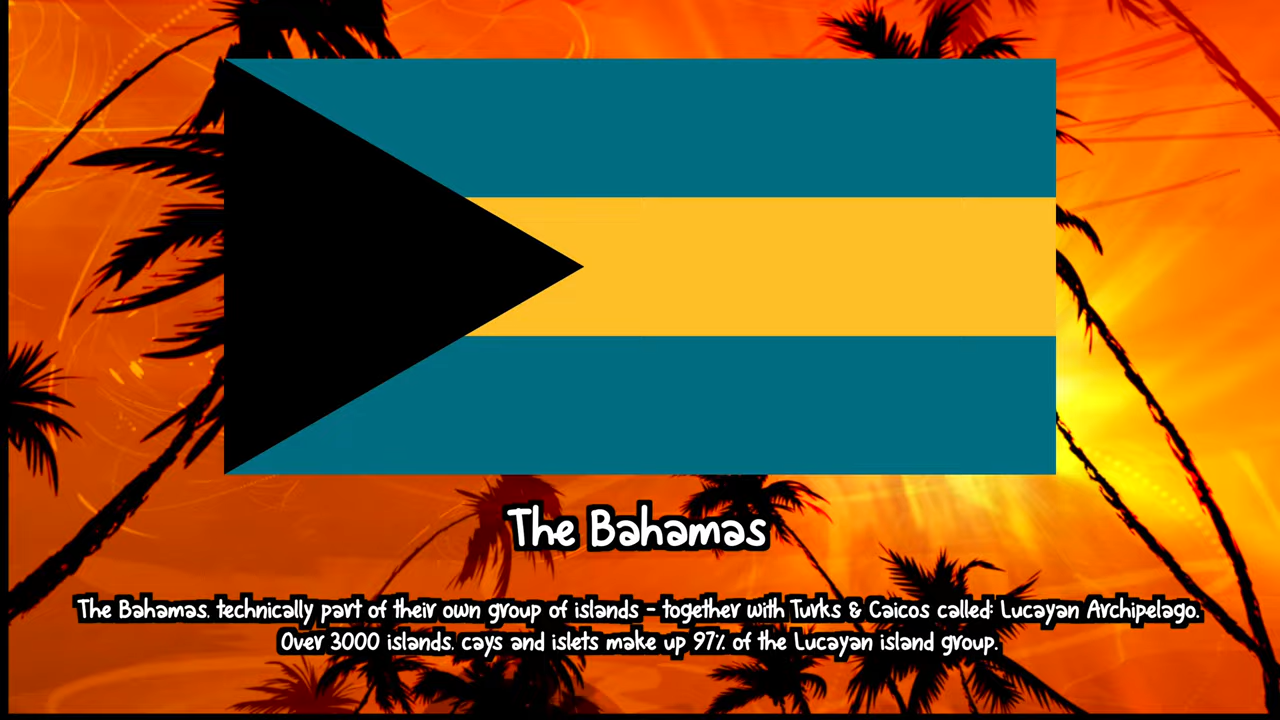 The Bahamas
The Bahamas, technically part of their own group of islands - together with Turks & Caicos called: Lucayan Archipelago.
Over 3000 islands, cays and islets make up 97% of the Lucayan island group.